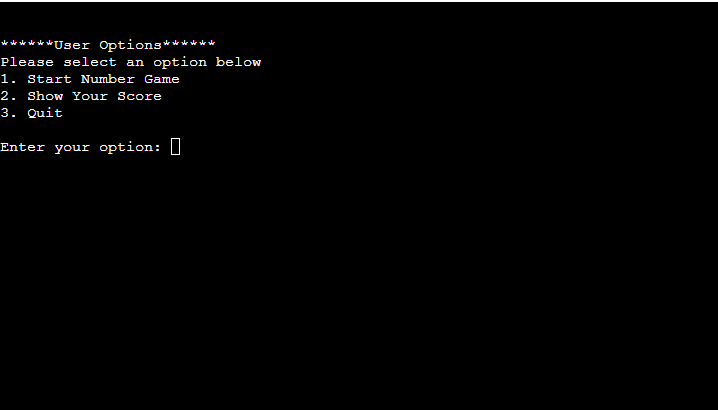 ******User Options******
Please select an option below
1. Start Number Game
2. Show Your Score
3. Quit
Enter your option: